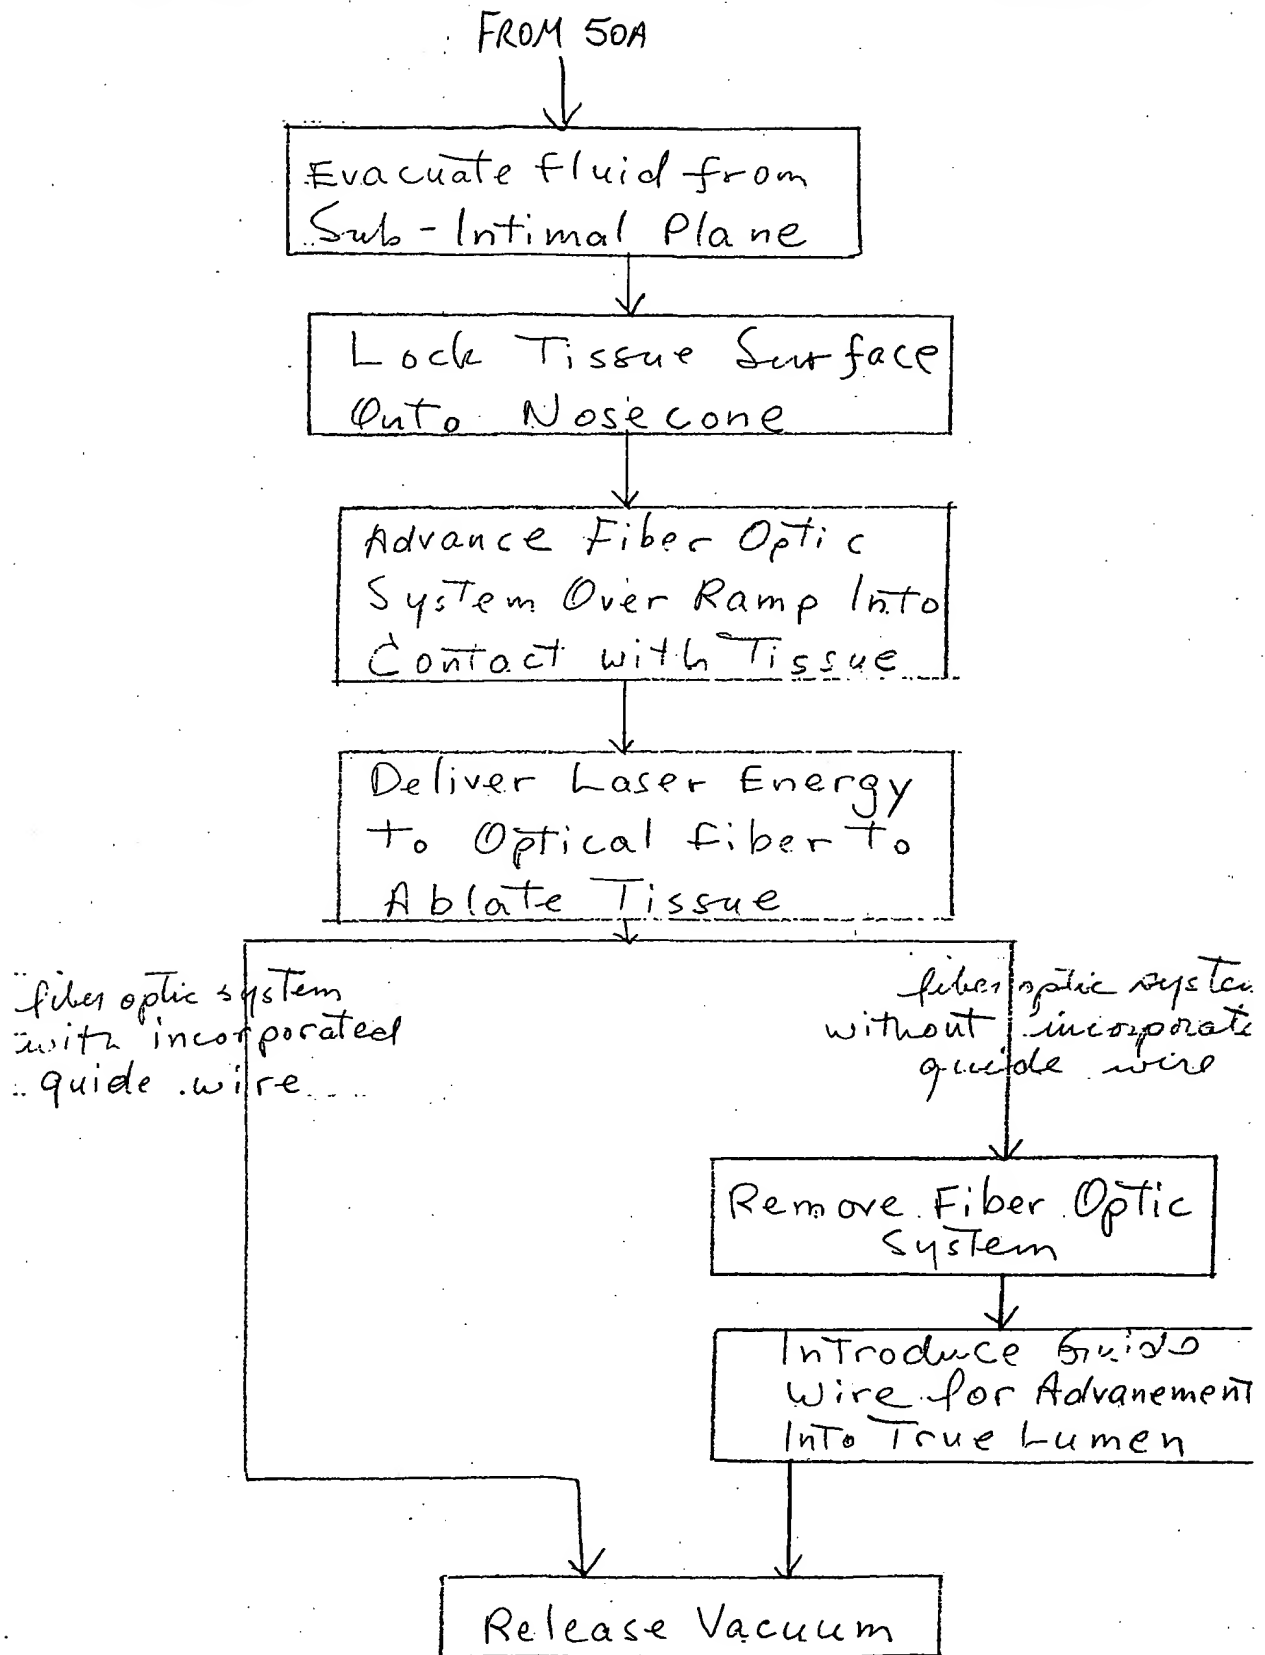 FROM 50A
Evacuate fluid from
Sub-Intimal Plane
Lock Tissue Surface
Onto Nosecone
Advance Fiber Optic
System Over Ramp Into
Contact with Tissue
Deliver Laser Energy
To Optical fiber To
Ablate Tissue
fiber optic system
with incorporated
guide wire
fiber optic system
without incorporate
guide wire
Remove Fiber Optic
System
Introduce Guide
Wire for Advanement
Into True Lumen
Release Vacuum